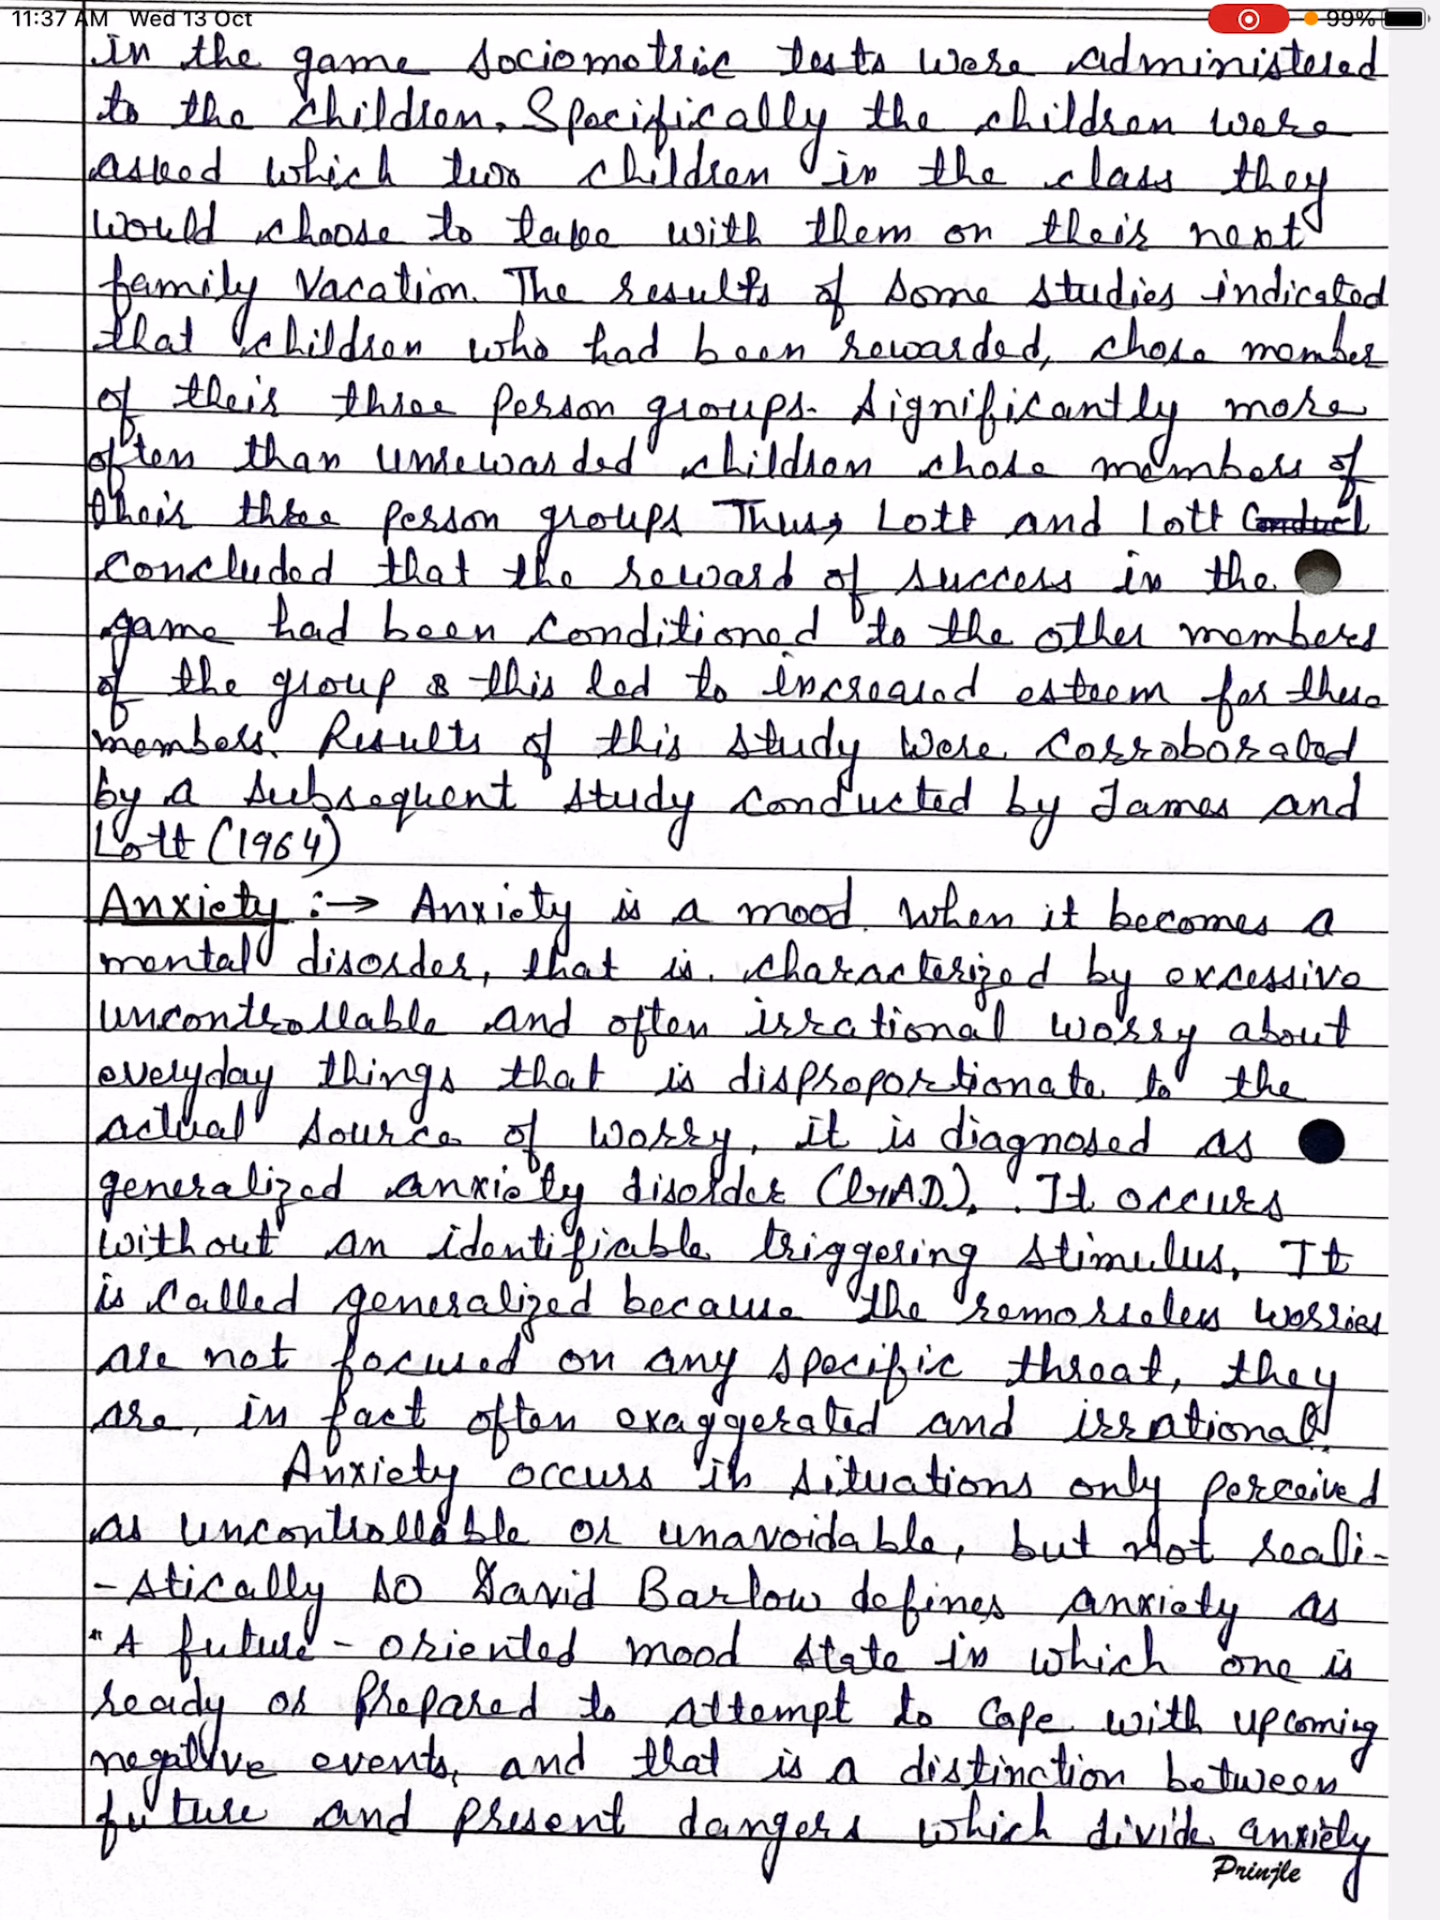 11:37 AM Wed 13 Oct 99%
in the game sociometric tests were administered
to the children. Specifically the children were
asked which two children in the class they
would choose to take with them on their next
family Vacation. The results of some studies indicated
that children who had been rewarded, chose member
of their three person groups. significantly more
often than unrewarded children chose members of
their three person groups Thus, Lott and Lott Conduct
Concluded that the reward of success in the
game had been conditioned to the other members
of the group & this led to increased esteem for these
members. Results of this study were corroborated
by a subsequent study conducted by James and
Lott (1964)
Anxiety :→ Anxiety is a mood. when it becomes a
mental disorder, that is. characterized by excessive
uncontrollable and often irrational worry about
everyday things that is disproportionate to the
actual source of worry, it is diagnosed as
generalized anxiety disorder (GAD). It occurs
without an identifiable triggering stimulus. It
is called generalized because the remorseless worries
are not focused on any specific threat, they
are, in fact often exaggerated and irrational.
Anxiety occurs in situations only perceived
as uncontrollable or unavoidable, but not reali-
-stically so David Barlow defines anxiety as
"A future - oriented mood state in which one is
ready or prepared to attempt to cope with upcoming
negative events, and that is a distinction between
future and present dangers which divide anxiety
Prinjle